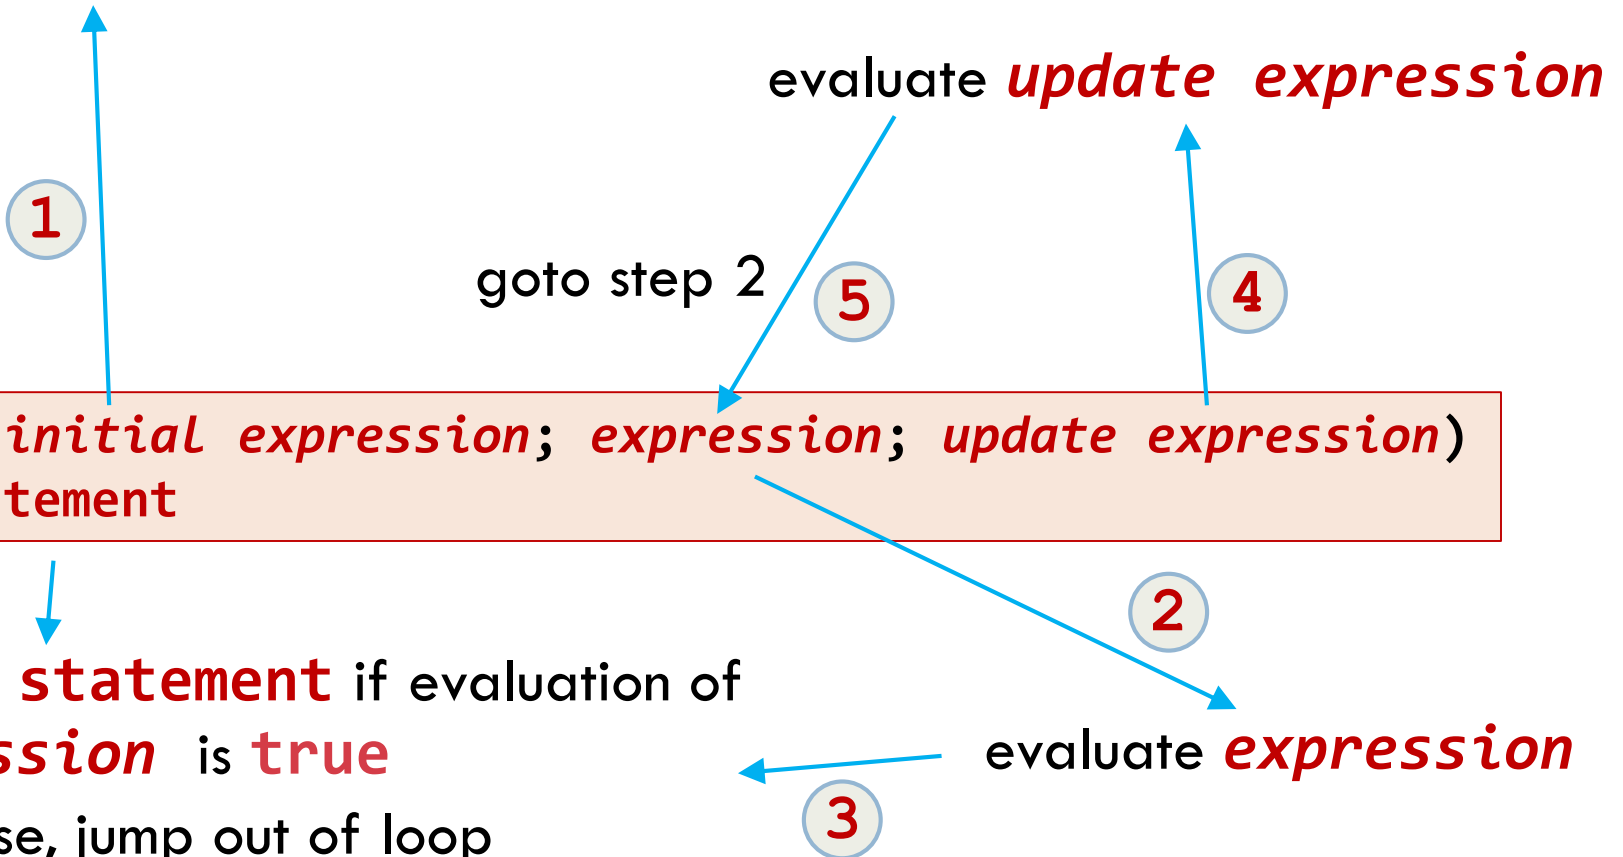 evaluate update expression
1
goto step 2
5
4
initial expression; expression; update expression)
tement
2
statement if evaluation of
ssion is true
evaluate expression
se, jump out of loop
3